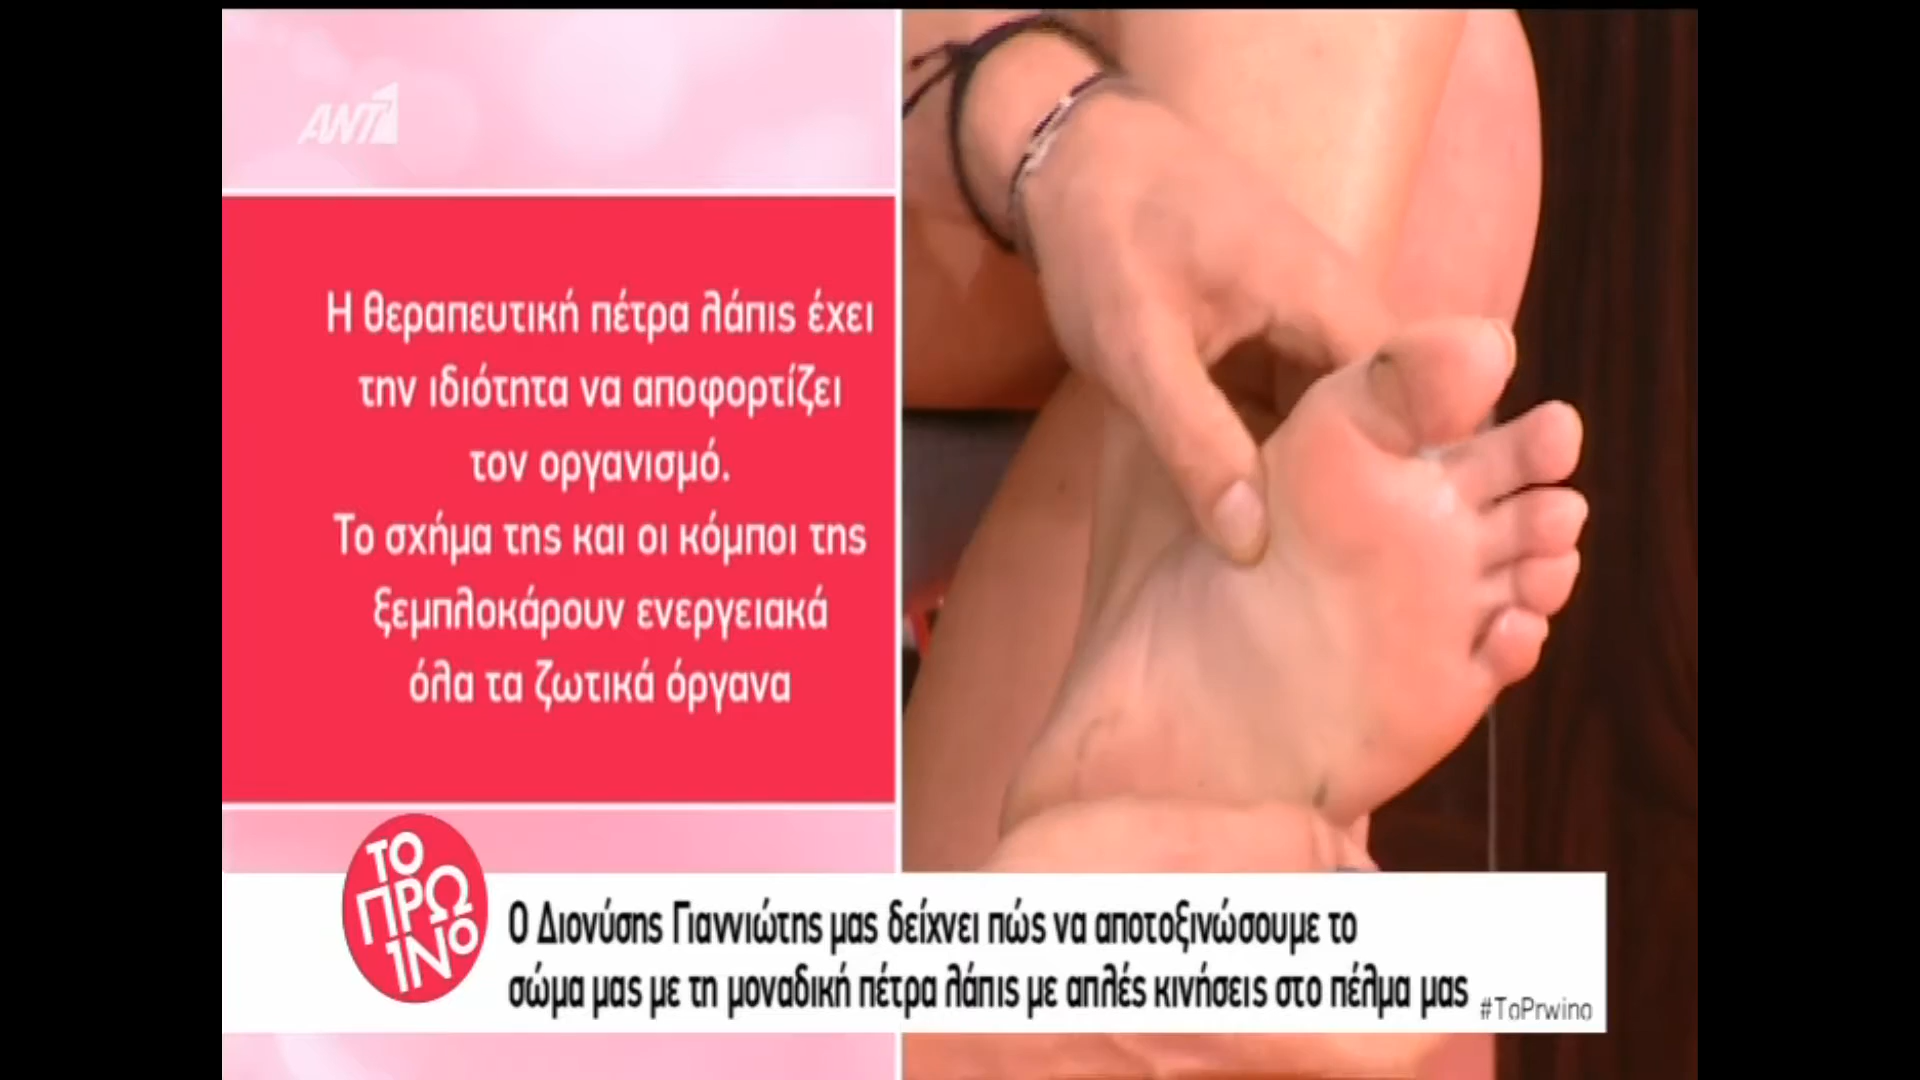 ANT1
Η θεραπευτική πέτρα λάπις έχει
την ιδιότητα να αποφορτίζει
τον οργανισμό.
Το σχήμα της και οι κόμποι της
ξεμπλοκάρουν ενεργειακά
όλα τα ζωτικά όργανα
ΤΟ
ΠΡΩ
ΙΝΟ
Ο Διονύσης Γιαννιώτης μας δείχνει πώς να αποτοξινώσουμε το
σώμα μας με τη μοναδική πέτρα λάπις με απλές κινήσεις στο πέλμα μας
#ToPrwino